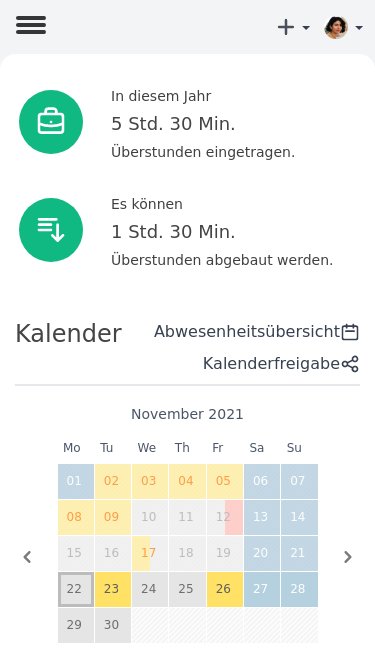 In diesem Jahr
5 Std. 30 Min.
Überstunden eingetragen.
Es können
1 Std. 30 Min.
Überstunden abgebaut werden.
Kalender
Abwesenheitsübersicht
Kalenderfreigabe
November 2021
Mo Tu We Th Fr Sa Su
01 02 03 04 05 06 07
08 09 10 11 12 13 14
15 16 17 18 19 20 21
22 23 24 25 26 27 28
29 30